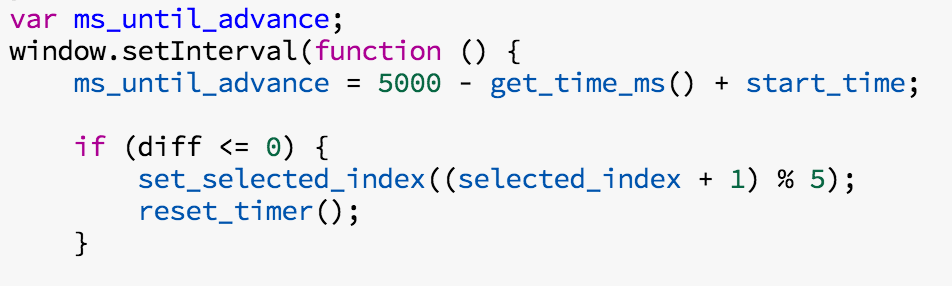 var ms_until_advance;
window.setInterval(function () {
    ms_until_advance = 5000 - get_time_ms() + start_time;

    if (diff <= 0) {
        set_selected_index((selected_index + 1) % 5);
        reset_timer();
    }